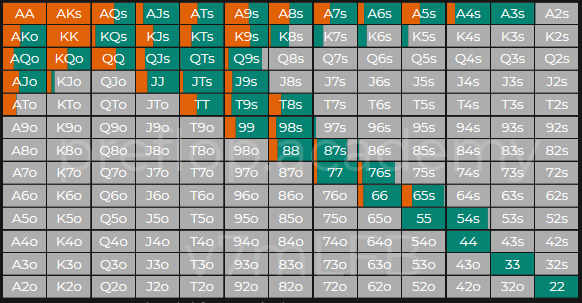 AA AKs AQs AJs ATs A9s A8s A7s A6s A5s A4s A3s A2s
AKo KK KQs KJs KTs K9s K8s K7s K6s K5s K4s K3s K2s
AQo KQo QQ QJs QTs Q9s Q8s Q7s Q6s Q5s Q4s Q3s Q2s
AJo KJo QJo JJ JTs J9s J8s J7s J6s J5s J4s J3s J2s
ATo KTo QTo JTo TT T9s T8s T7s T6s T5s T4s T3s T2s
A9o K9o Q9o J9o T9o 99 98s 97s 96s 95s 94s 93s 92s
A8o K8o Q8o J8o T8o 98o 88 87s 86s 85s 84s 83s 82s
preflop.academy
A7o K7o Q7o J7o T7o 97o 87o 77 76s 75s 74s 73s 72s
A6o K6o Q6o J6o T6o 96o 86o 76o 66 65s 64s 63s 62s
A5o K5o Q5o J5o T5o 95o 85o 75o 65o 55 54s 53s 52s
A4o K4o Q4o J4o T4o 94o 84o 74o 64o 54o 44 43s 42s
A3o K3o Q3o J3o T3o 93o 83o 73o 63o 53o 43o 33 32s
A2o K2o Q2o J2o T2o 92o 82o 72o 62o 52o 42o 32o 22